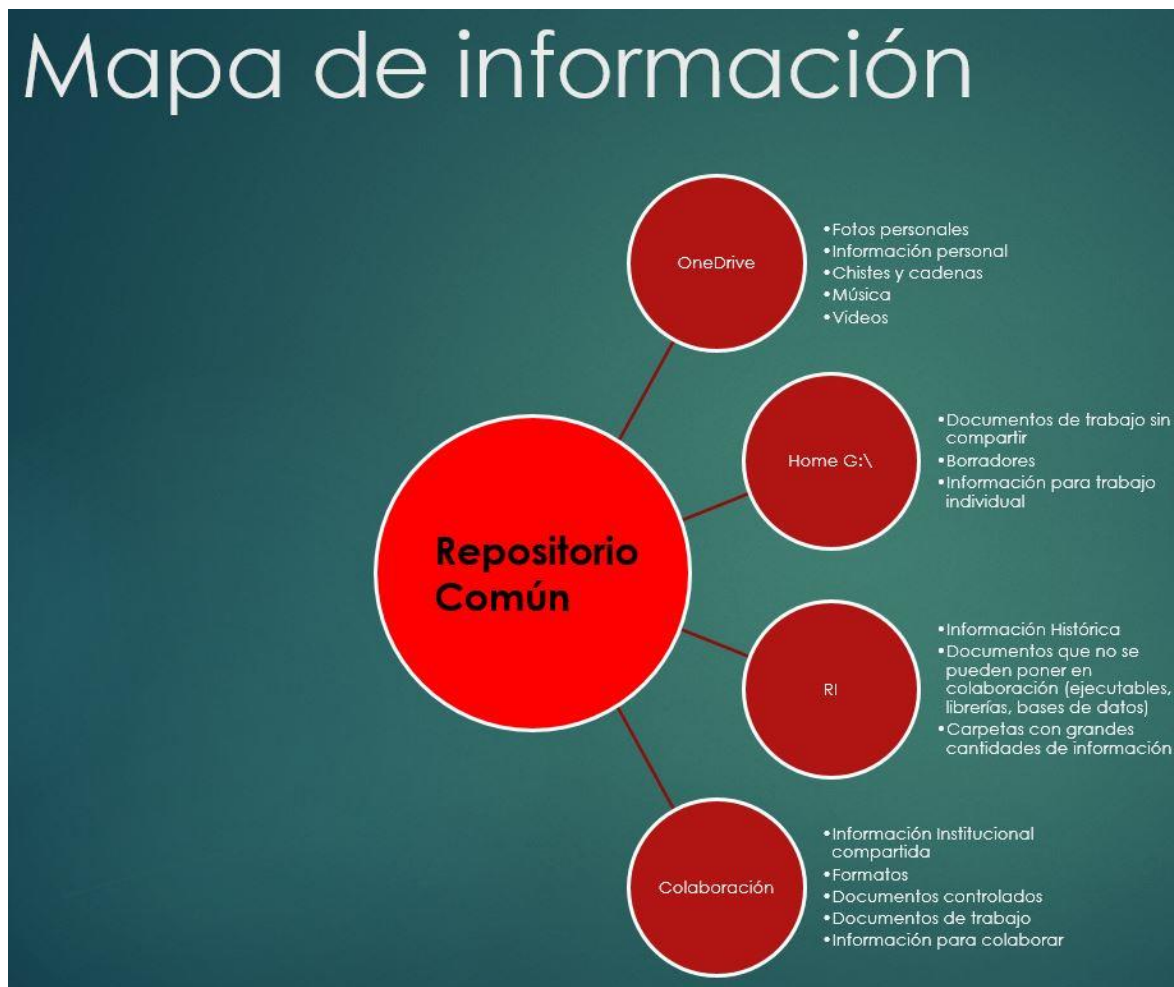 Mapa de información
OneDrive
•Fotos personales
•Información personal
•Chistes y cadenas
•Música
•Videos
Home G:\
•Documentos de trabajo sin
compartir
•Borradores
•Información para trabajo
individual
Repositorio
Común
RI
•Información Histórica
•Documentos que no se
pueden poner en
colaboración (ejecutables,
librerías, bases de datos)
•Carpetas con grandes
cantidades de información
Colaboración
•Información Institucional
compartida
•Formatos
•Documentos controlados
•Documentos de trabajo
•Información para colaborar